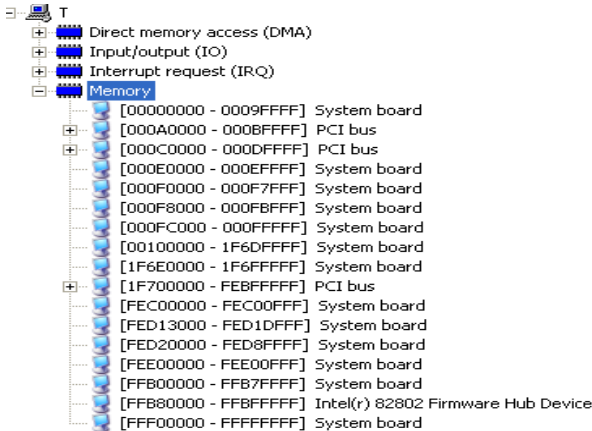 T
Direct memory access (DMA)
Input/output (IO)
Interrupt request (IRQ)
Memory
[00000000 - 0009FFFF] System board
[000A0000 - 000BFFFF] PCI bus
[000C0000 - 000DFFFF] PCI bus
[000E0000 - 000EFFFF] System board
[000F0000 - 000F7FFF] System board
[000F8000 - 000FBFFF] System board
[000FC000 - 000FFFFF] System board
[00100000 - 1F6DFFFF] System board
[1F6E0000 - 1F6FFFFF] System board
[1F700000 - FEBFFFFF] PCI bus
[FEC00000 - FEC00FFF] System board
[FED13000 - FED1DFFF] System board
[FED20000 - FED8FFFF] System board
[FEE00000 - FEE00FFF] System board
[FFB00000 - FFB7FFFF] System board
[FFB80000 - FFBFFFFF] Intel(r) 82802 Firmware Hub Device
[FFF00000 - FFFFFFFF] System board